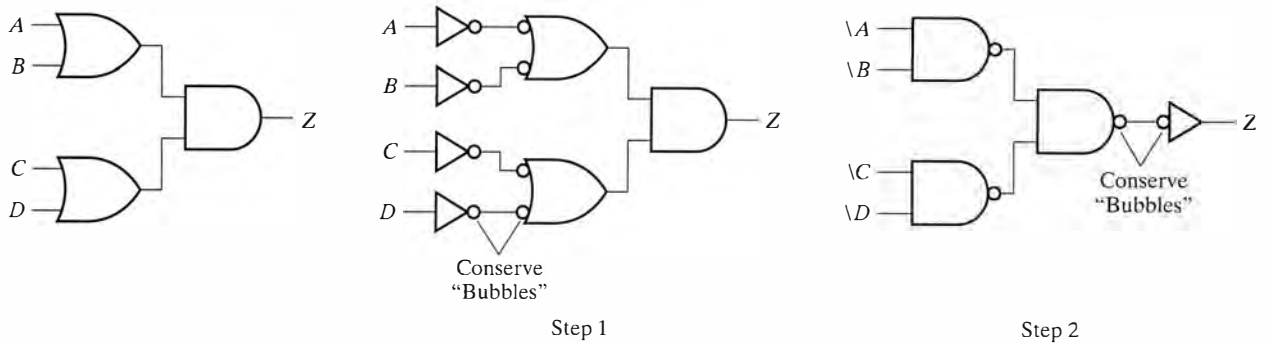 A
B
Z
C
D
A
B
C
D
Z
Conserve
“Bubbles”
Step 1
\A
\B
\C
\D
Z
Conserve
“Bubbles”
Step 2